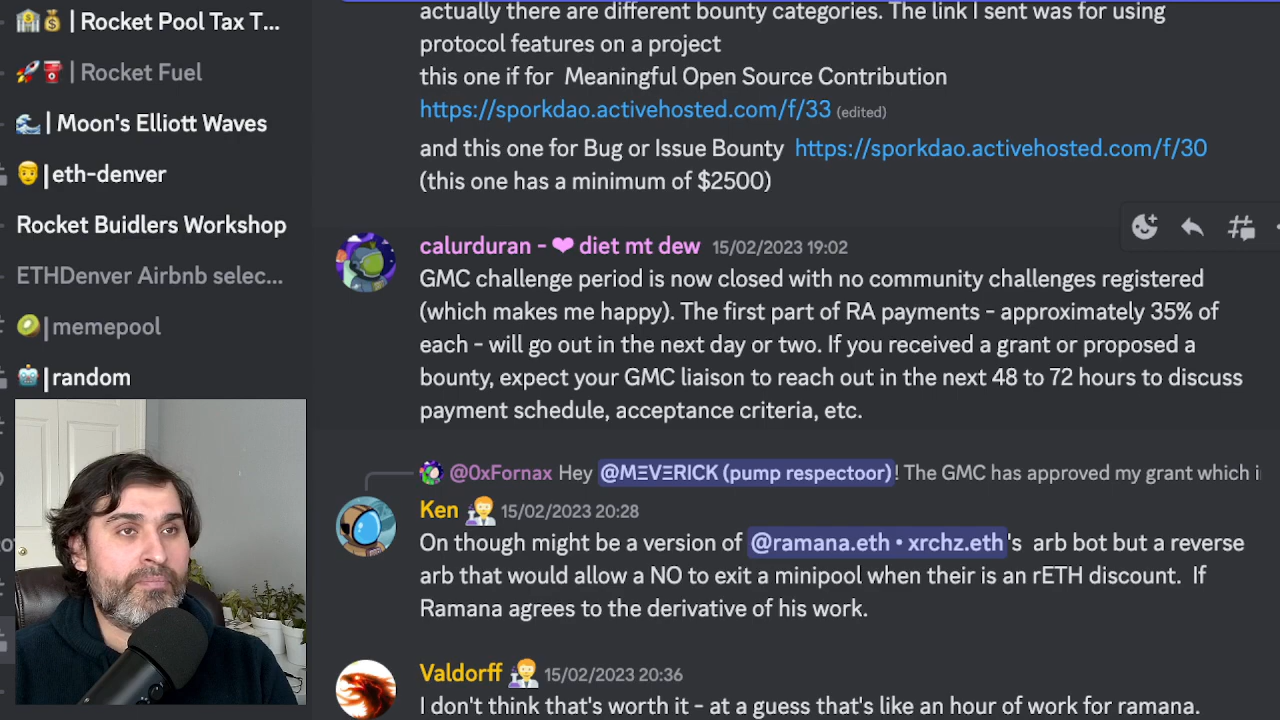 | Rocket Pool Tax T...
| Rocket Fuel
| Moon's Elliott Waves
|eth-denver
Rocket Buidlers Workshop
ETHDenver Airbnb selec...
|memepool
|random
actually there are different bounty categories. The link I sent was for using
protocol features on a project
this one if for Meaningful Open Source Contribution
https://sporkdao.activehosted.com/f/33 (edited)
and this one for Bug or Issue Bounty https://sporkdao.activehosted.com/f/30
(this one has a minimum of $2500)
calurduran - ❤ diet mt dew 15/02/2023 19:02
GMC challenge period is now closed with no community challenges registered
(which makes me happy). The first part of RA payments - approximately 35% of
each - will go out in the next day or two. If you received a grant or proposed a
bounty, expect your GMC liaison to reach out in the next 48 to 72 hours to discuss
payment schedule, acceptance criteria, etc.
@0xFornax Hey @MΞVΞRICK (pump respectoor)! The GMC has approved my grant which i
Ken 15/02/2023 20:28
On though might be a version of @ramana.eth • xrchz.eth's arb bot but a reverse
arb that would allow a NO to exit a minipool when their is an rETH discount. If
Ramana agrees to the derivative of his work.
Valdorff 15/02/2023 20:36
I don't think that's worth it - at a guess that's like an hour of work for ramana.